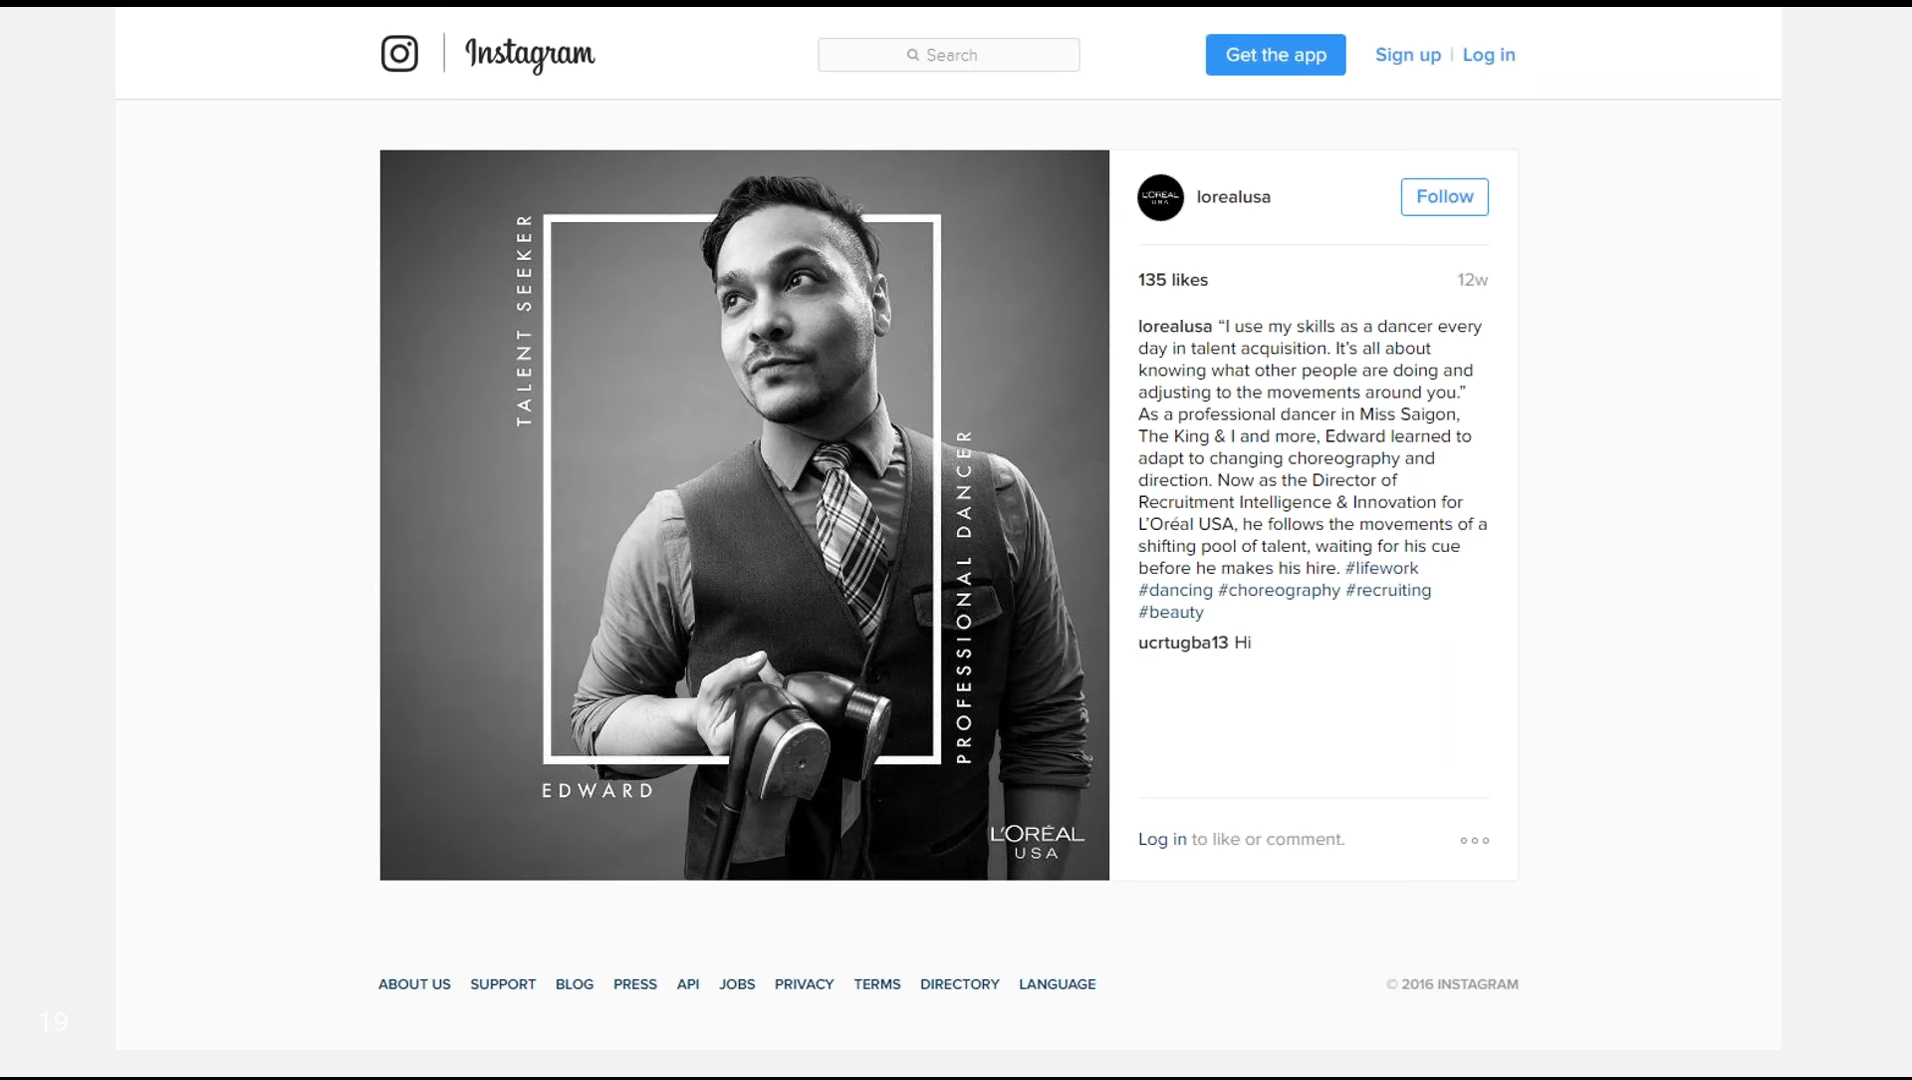 Instagram
Search
Get the app
Sign up | Log in
TALENT SEEKER
PROFESSIONAL DANCER
EDWARD
L'ORÉAL
USA
L'ORÉAL
USA
lorealusa
Follow
135 likes
12w
lorealusa “I use my skills as a dancer every
day in talent acquisition. It’s all about
knowing what other people are doing and
adjusting to the movements around you.”
As a professional dancer in Miss Saigon,
The King & I and more, Edward learned to
adapt to changing choreography and
direction. Now as the Director of
Recruitment Intelligence & Innovation for
L’Oréal USA, he follows the movements of a
shifting pool of talent, waiting for his cue
before he makes his hire. #lifework
#dancing #choreography #recruiting
#beauty
ucrtugba13 Hi
Log in to like or comment.
ABOUT US SUPPORT BLOG PRESS API JOBS PRIVACY TERMS DIRECTORY LANGUAGE
© 2016 INSTAGRAM
19